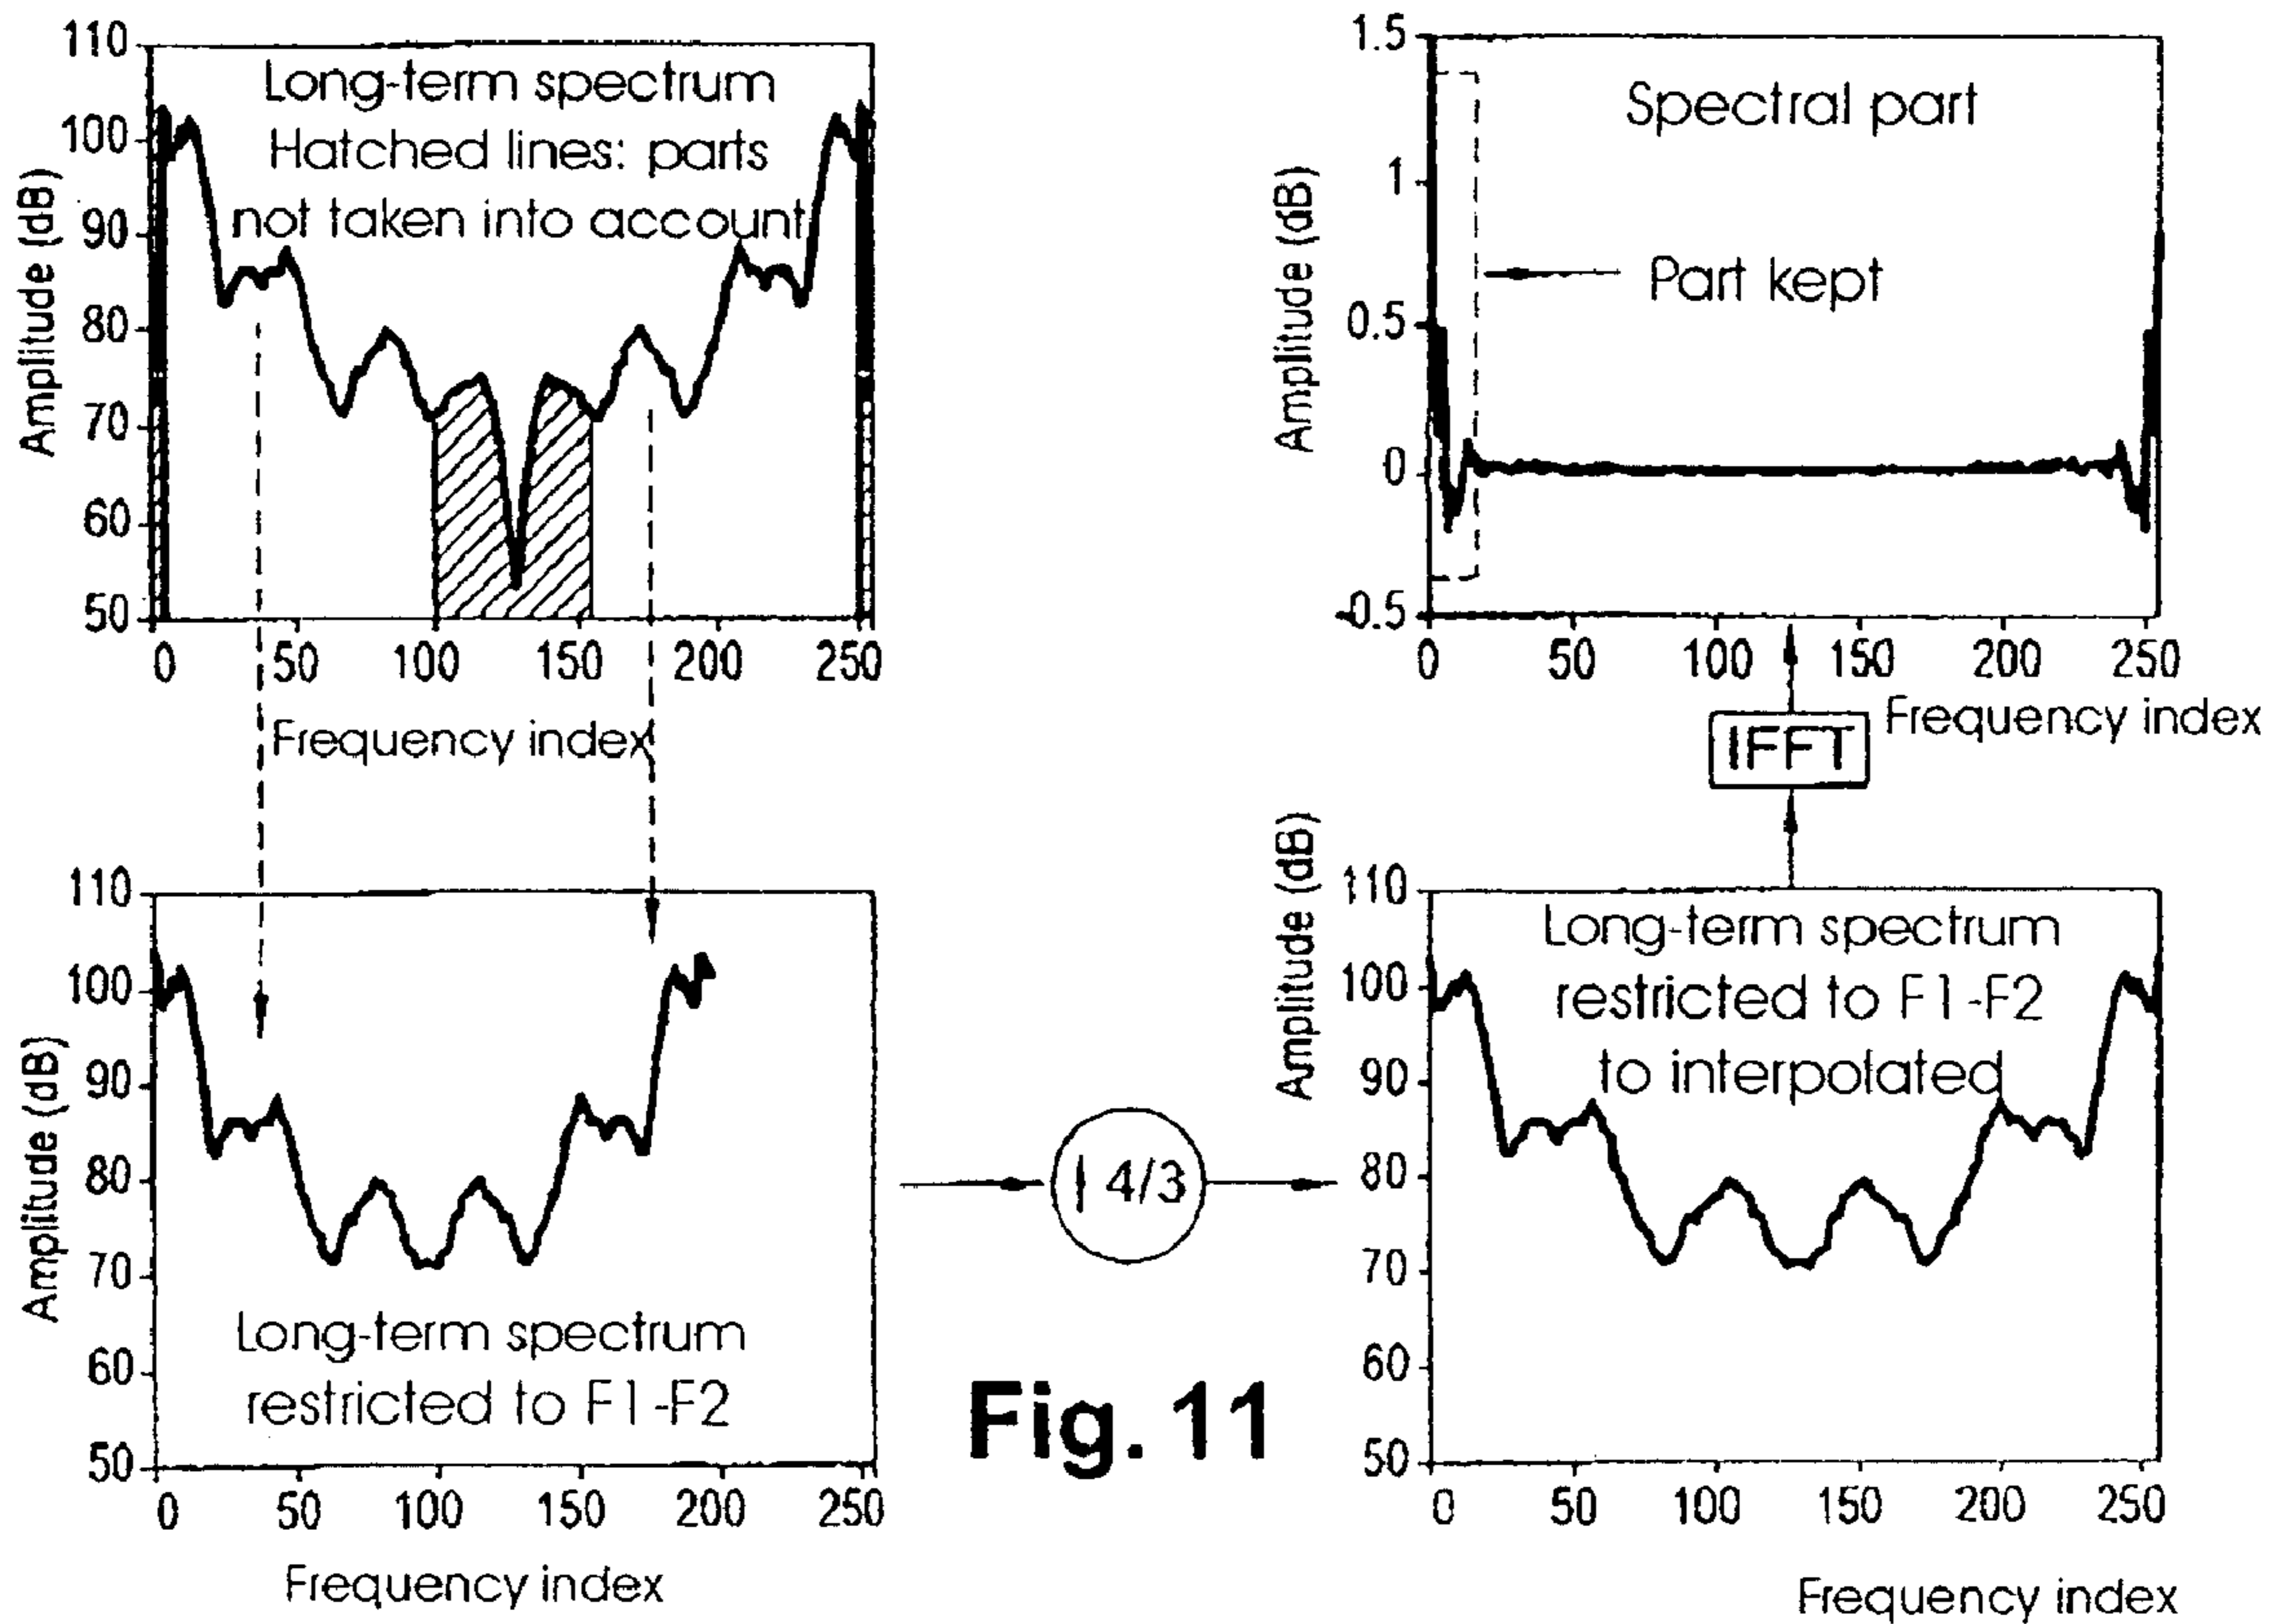 110
100
90
80
70
60
50
Amplitude (dB)
Long-term spectrum
Hatched lines: parts
not taken into account
0 50 100 150 200 250
Frequency index
1.5
1
0.5
0
-0.5
Amplitude (dB)
Spectral part
Part kept
0 50 100 150 200 250
Frequency index
IFFT
110
100
90
80
70
60
50
Amplitude (dB)
Long-term spectrum
restricted to F1-F2
0 50 100 150 200 250
Frequency index
4/3
Fig. 11
110
100
90
80
70
60
50
Amplitude (dB)
Long-term spectrum
restricted to F1-F2
to interpolated
0 50 100 150 200 250
Frequency index